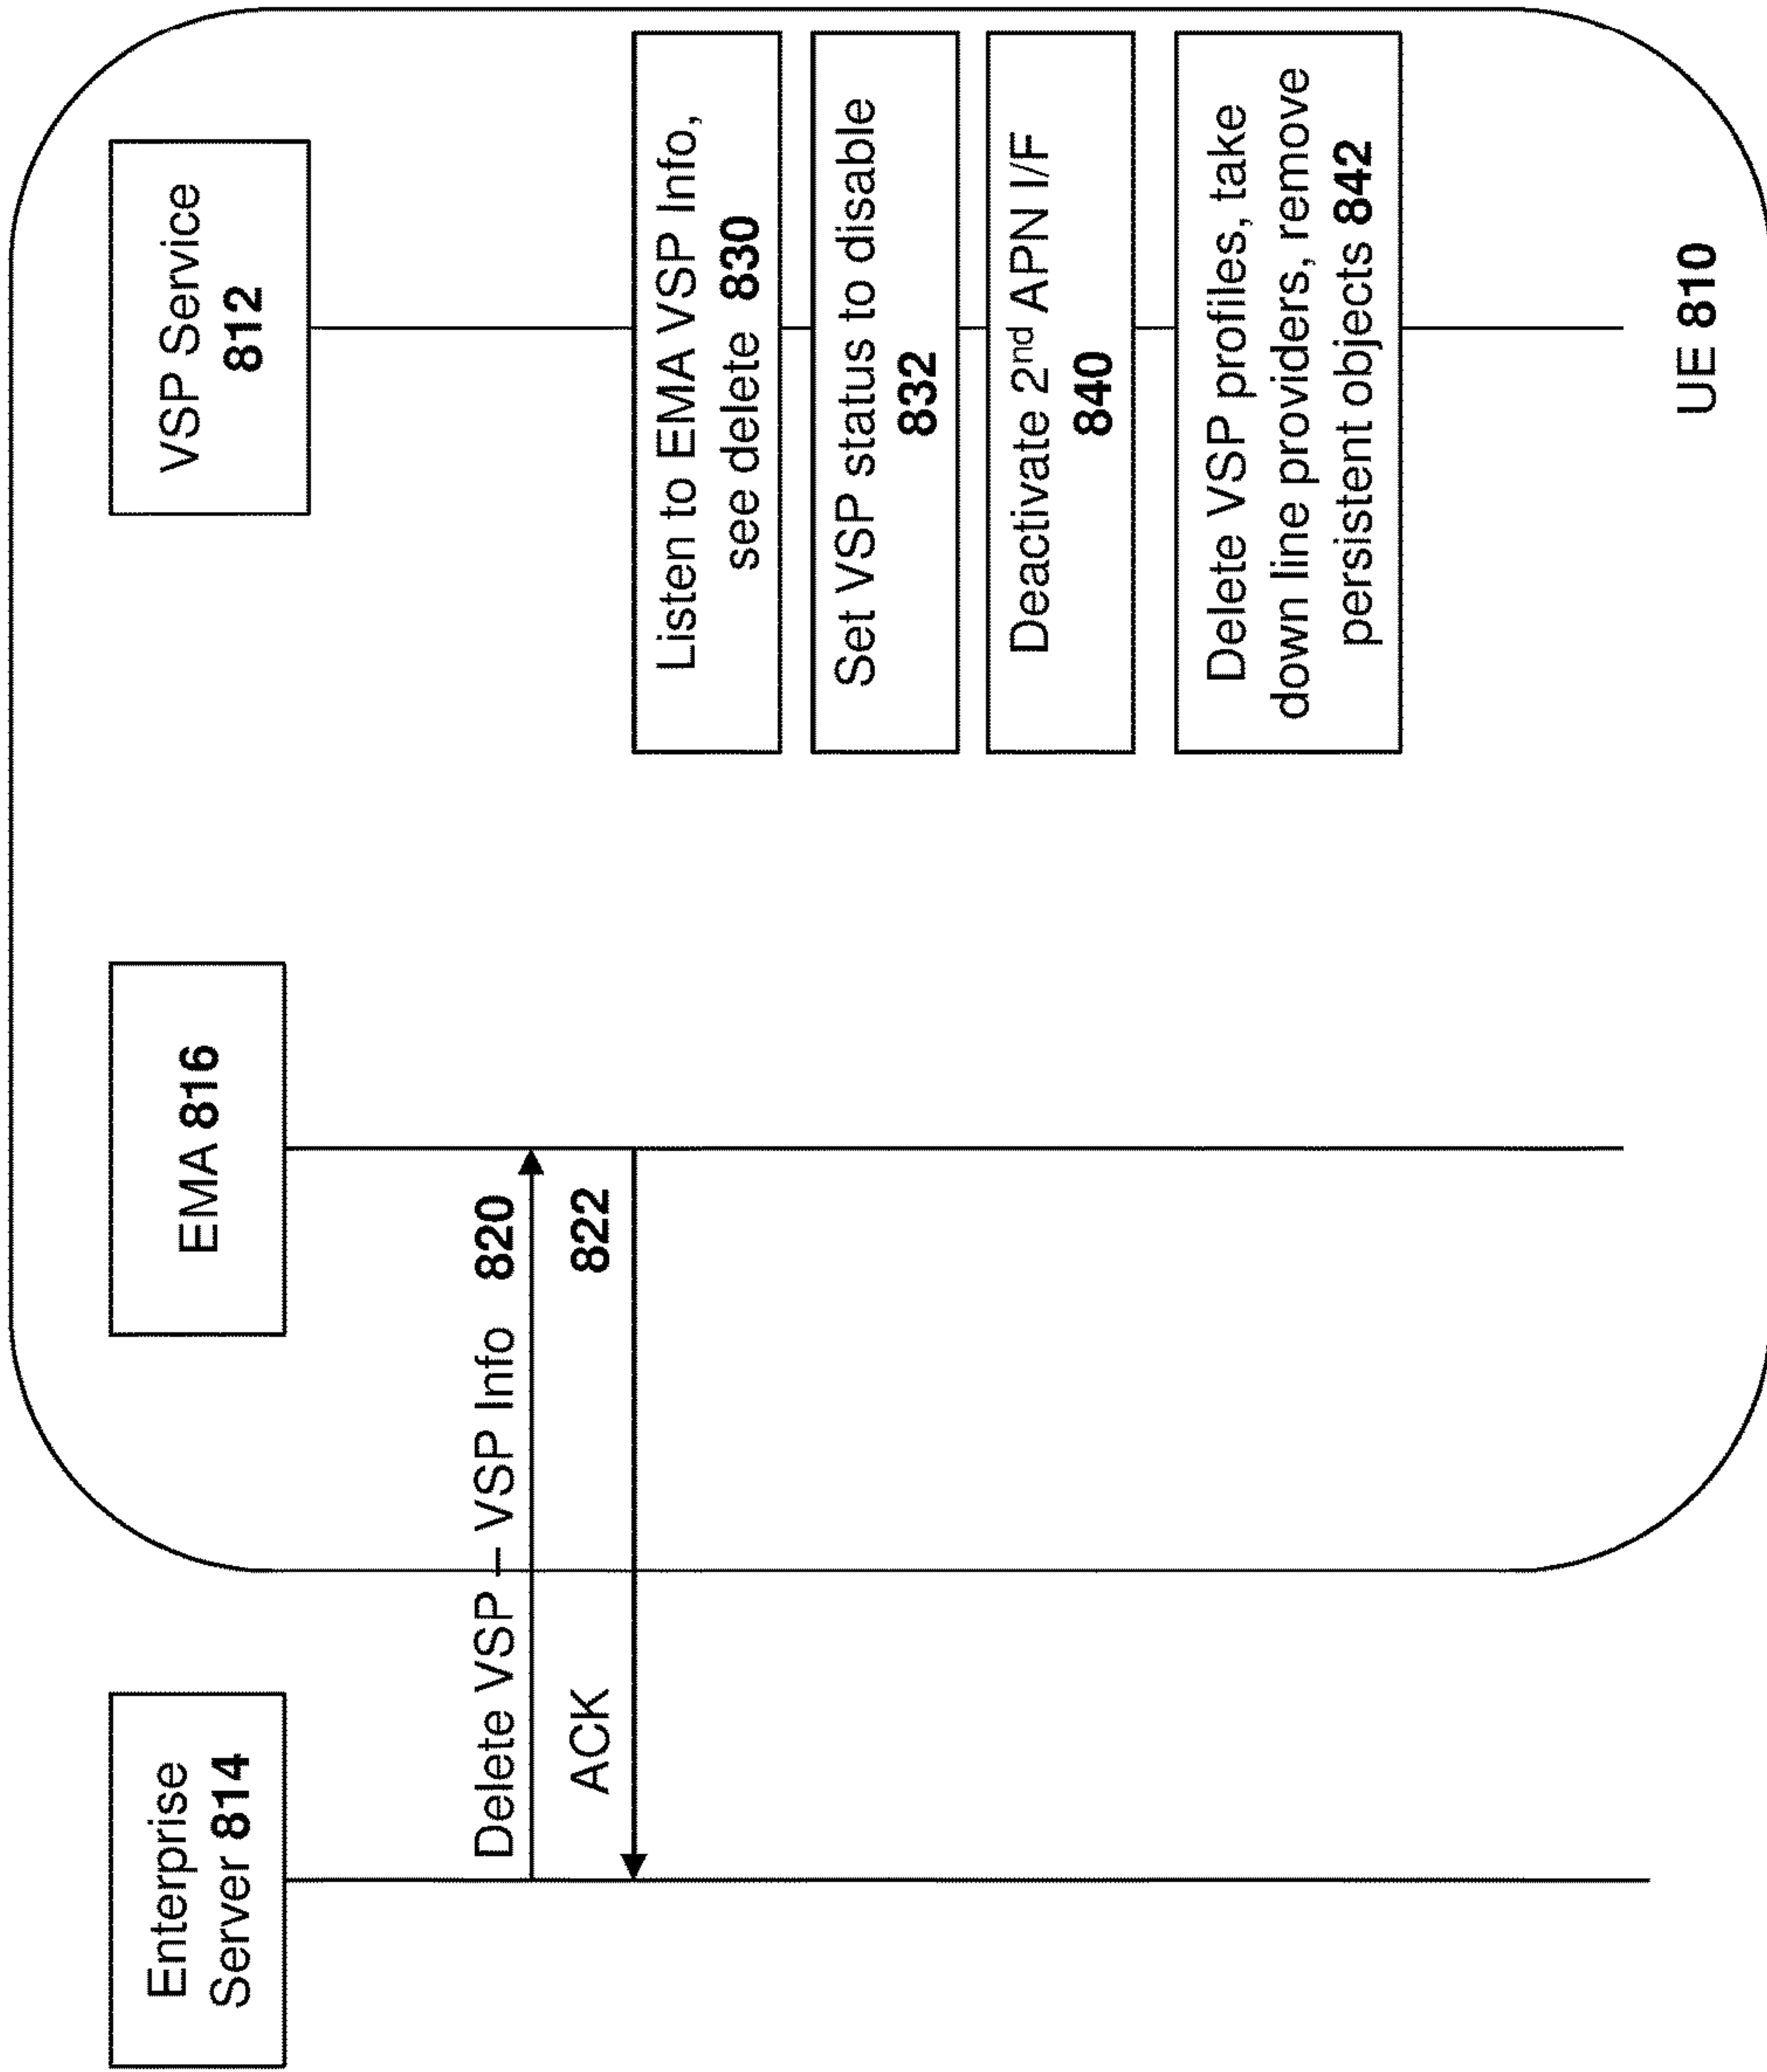 Enterprise
Server 814
EMA 816
VSP Service
812
Delete VSP – VSP Info 820
ACK 822
Listen to EMA VSP Info,
see delete 830
Set VSP status to disable
832
Deactivate 2nd APN I/F
840
Delete VSP profiles, take
down line providers, remove
persistent objects 842
UE 810